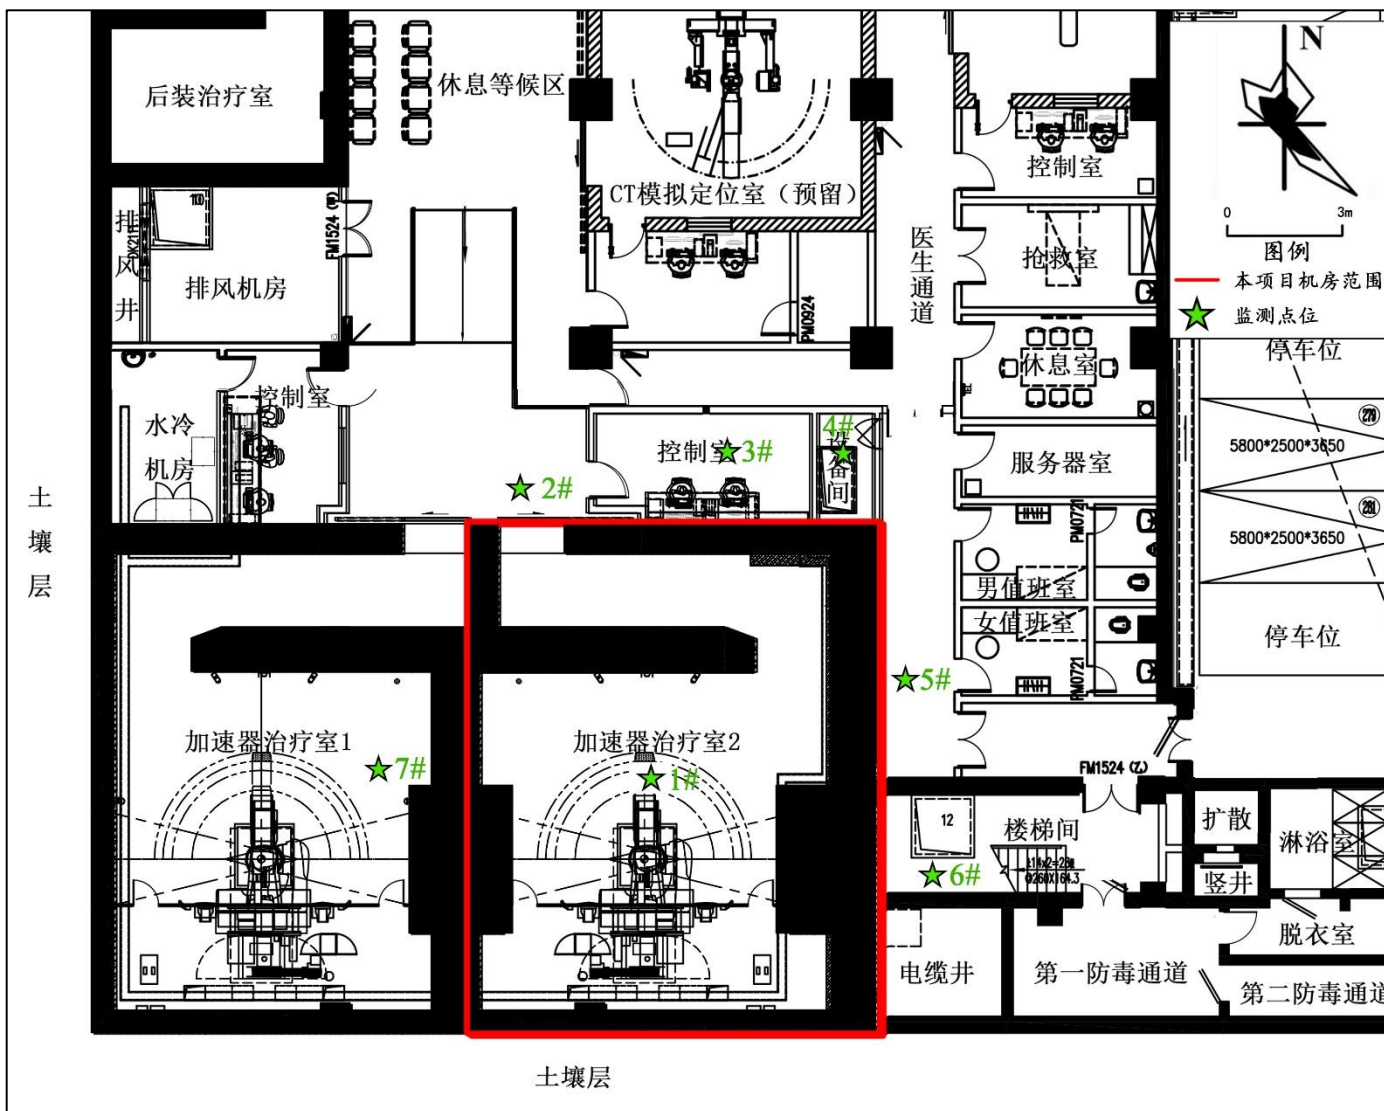 后装治疗室
休息等候区
N
控制室
0 3m
图例
本项目机房范围
监测点位
CT模拟定位室（预留）
医生通道
抢救室
排风井
100
排风机房
FM1524 (甲)
PM0924
休息室
停车位
279
5800*2500*3650
控制室
水冷
机房
控制室
3#
4#
设备间
服务器室
2#
281
5800*2500*3650
土壤层
PM0721
男值班室
女值班室
PM0721
停车位
5#
加速器治疗室1
7#
加速器治疗室2
1#
FM1524 (乙)
12
楼梯间
扩散
竖井
淋浴室
6#
脱衣室
电缆井
第一防毒通道
第二防毒通道
土壤层